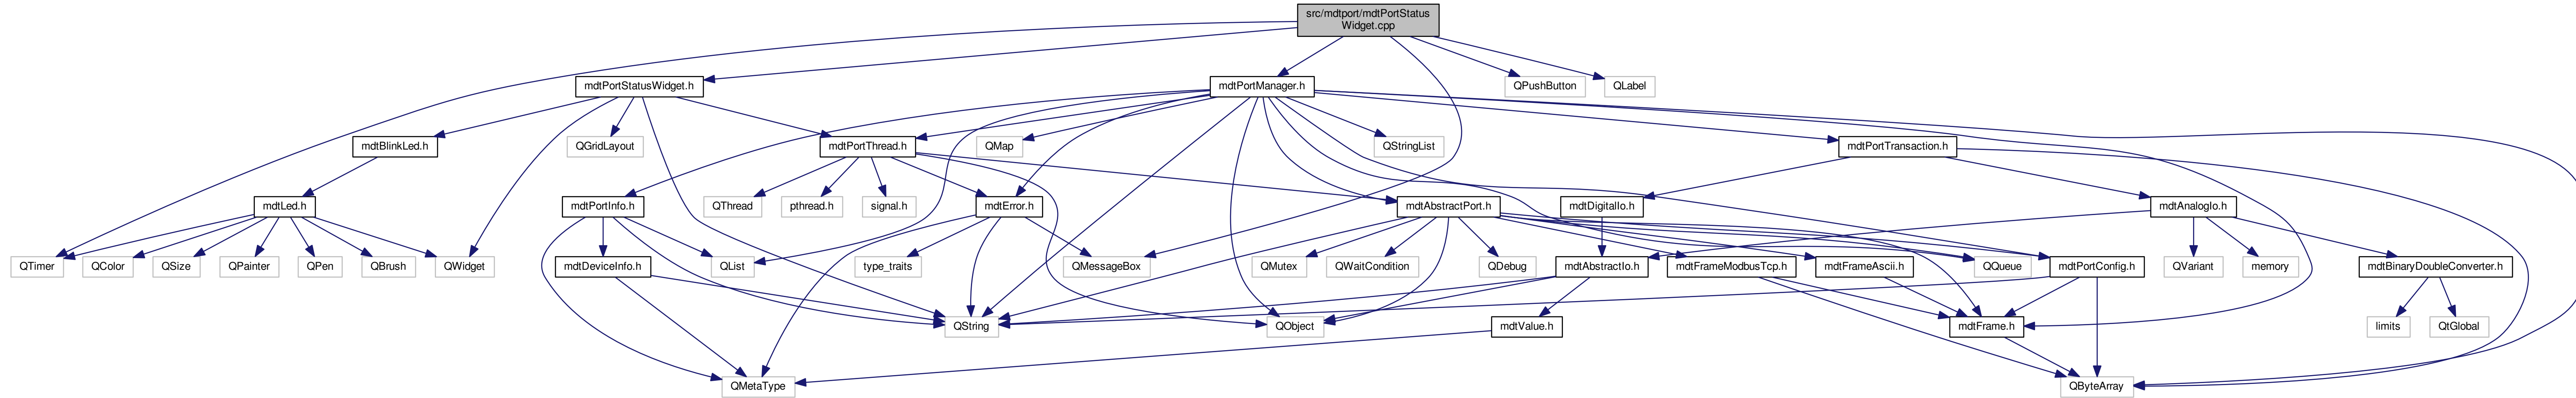 src/mdtport/mdtPortStatus
Widget.cpp
mdtPortStatusWidget.h
mdtPortManager.h
QPushButton
QLabel
mdtBlinkLed.h
QGridLayout
mdtPortThread.h
QMap
QStringList
mdtPortTransaction.h
mdtLed.h
mdtPortInfo.h
QThread
pthread.h
signal.h
mdtError.h
mdtAbstractPort.h
mdtDigitalIo.h
mdtAnalogIo.h
QTimer
QColor
QSize
QPainter
QPen
QBrush
QWidget
mdtDeviceInfo.h
QList
type_traits
QMessageBox
QMutex
QWaitCondition
QDebug
mdtAbstractIo.h
mdtFrameModbusTcp.h
mdtFrameAscii.h
QQueue
mdtPortConfig.h
QVariant
memory
mdtBinaryDoubleConverter.h
QString
QObject
mdtValue.h
mdtFrame.h
limits
QtGlobal
QMetaType
QByteArray